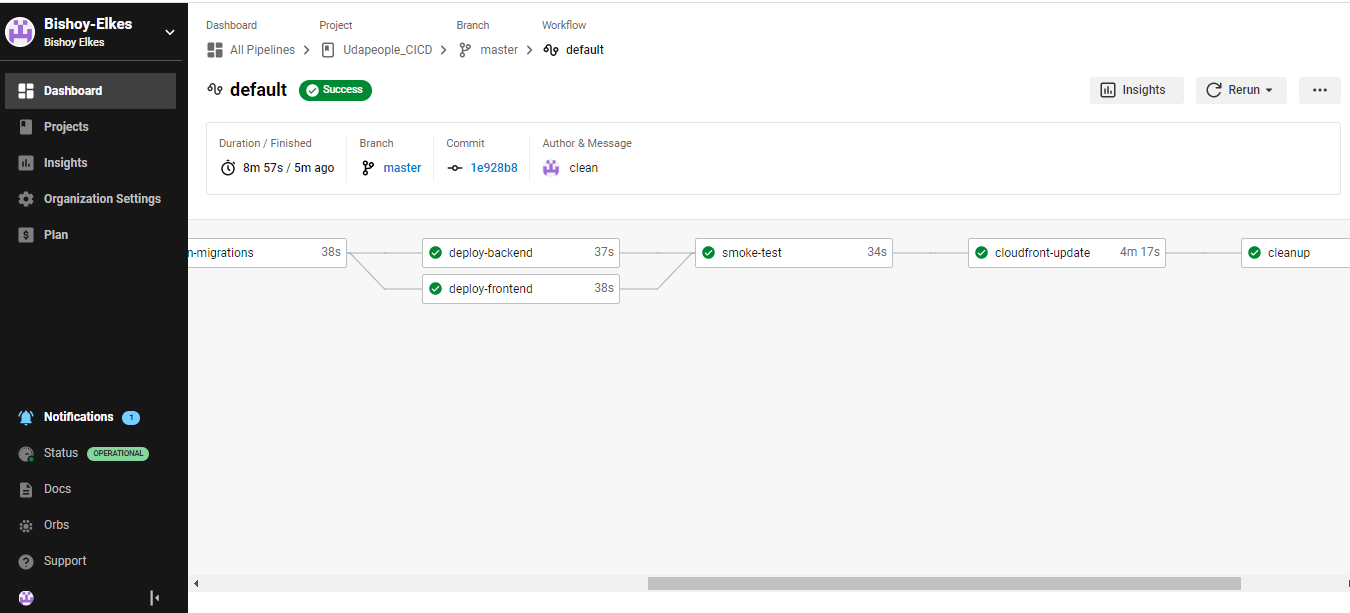 Bishoy-Elkes
Bishoy Elkes
Dashboard
Projects
Insights
Organization Settings
Plan
Notifications 1
Status OPERATIONAL
Docs
Orbs
Support
Dashboard Project Branch Workflow
All Pipelines Udapeople_CICD master default
default Success Insights Rerun
Duration / Finished Branch Commit Author & Message
8m 57s / 5m ago master 1e928b8 clean
n-migrations 38s deploy-backend 37s smoke-test 34s cloudfront-update 4m 17s cleanup
deploy-frontend 38s